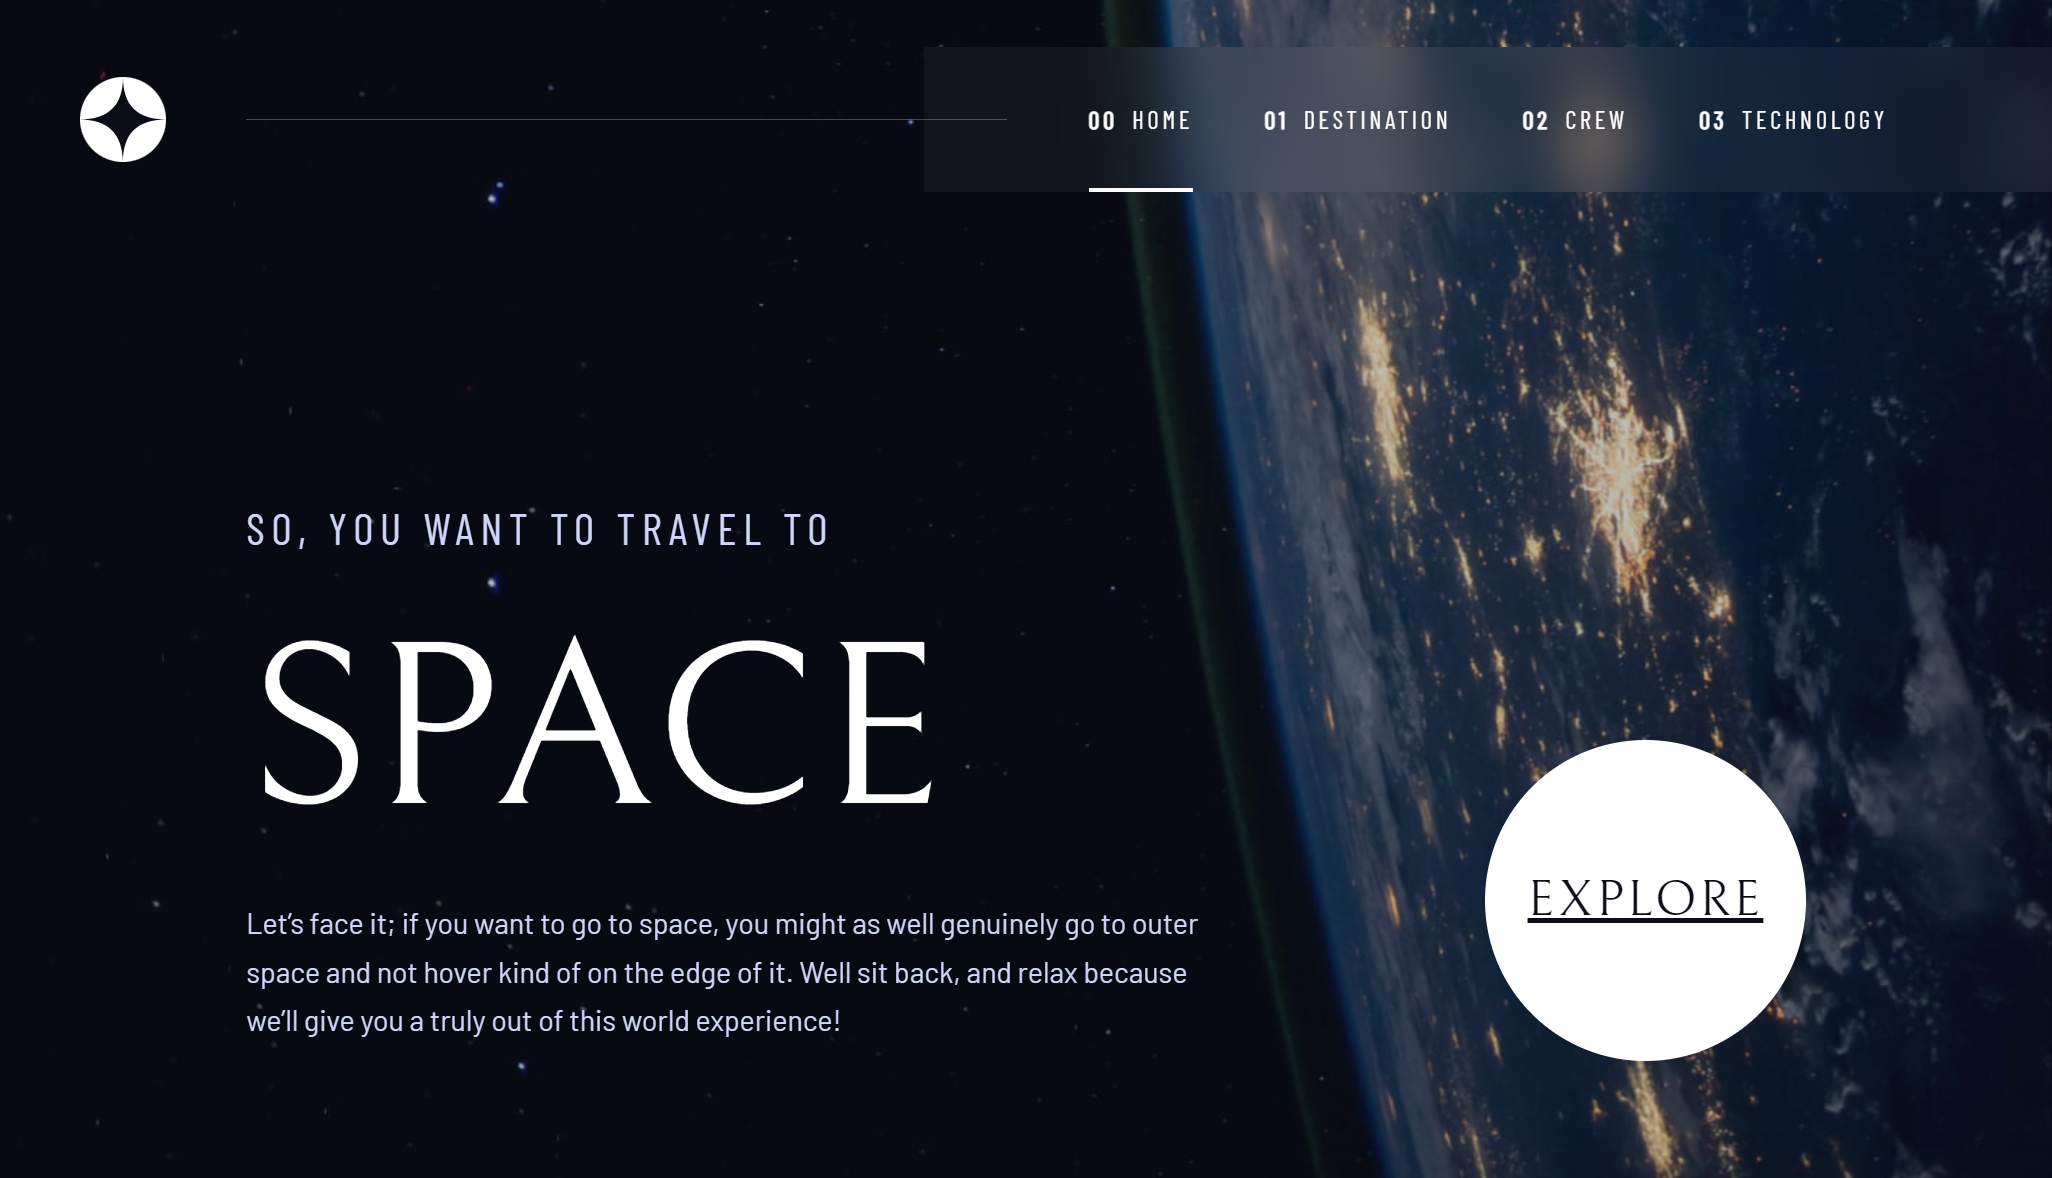 00 HOME 01 DESTINATION 02 CREW 03 TECHNOLOGY
SO, YOU WANT TO TRAVEL TO
SPACE
Let’s face it; if you want to go to space, you might as well genuinely go to outer
space and not hover kind of on the edge of it. Well sit back, and relax because
we’ll give you a truly out of this world experience!
EXPLORE